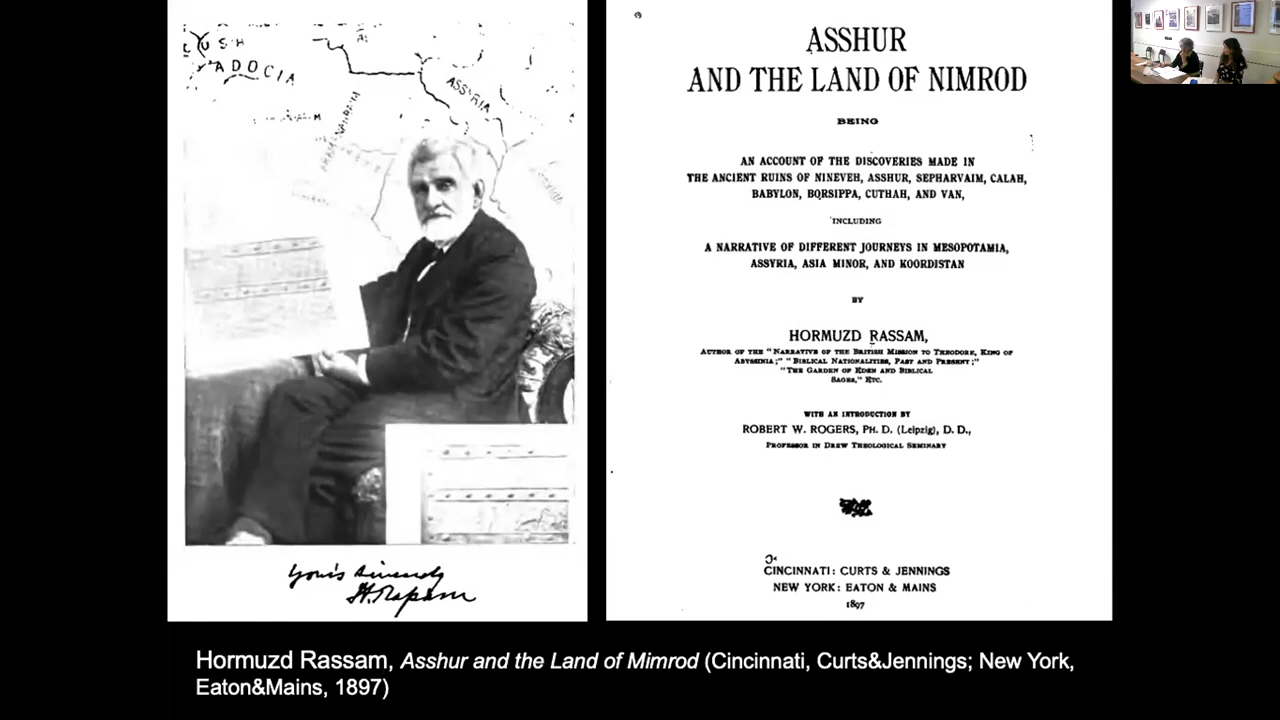 ADOCIA
ASSYRIA
yours sincerely
H. Rassam
ASSHUR
AND THE LAND OF NIMROD
BEING
AN ACCOUNT OF THE DISCOVERIES MADE IN
THE ANCIENT RUINS OF NINEVEH, ASSHUR, SEPHARVAIM, CALAH,
BABYLON, BORSIPPA, CUTHAH, AND VAN,
INCLUDING
A NARRATIVE OF DIFFERENT JOURNEYS IN MESOPOTAMIA,
ASSYRIA, ASIA MINOR, AND KOORDISTAN
BY
HORMUZD RASSAM,
AUTHOR OF THE "NARRATIVE OF THE BRITISH MISSION TO THEODORE, KING OF
ABYSSINIA;" "BIBLICAL NATIONALITIES, PAST AND PRESENT;"
"THE GARDEN OF EDEN AND BIBLICAL
SAGES," ETC.
WITH AN INTRODUCTION BY
ROBERT W. ROGERS, PH. D. (Leipzig), D. D.,
PROFESSOR IN DREW THEOLOGICAL SEMINARY
CINCINNATI: CURTS & JENNINGS
NEW YORK: EATON & MAINS
1897
Hormuzd Rassam, Asshur and the Land of Mimrod (Cincinnati, Curts&Jennings; New York,
Eaton&Mains, 1897)